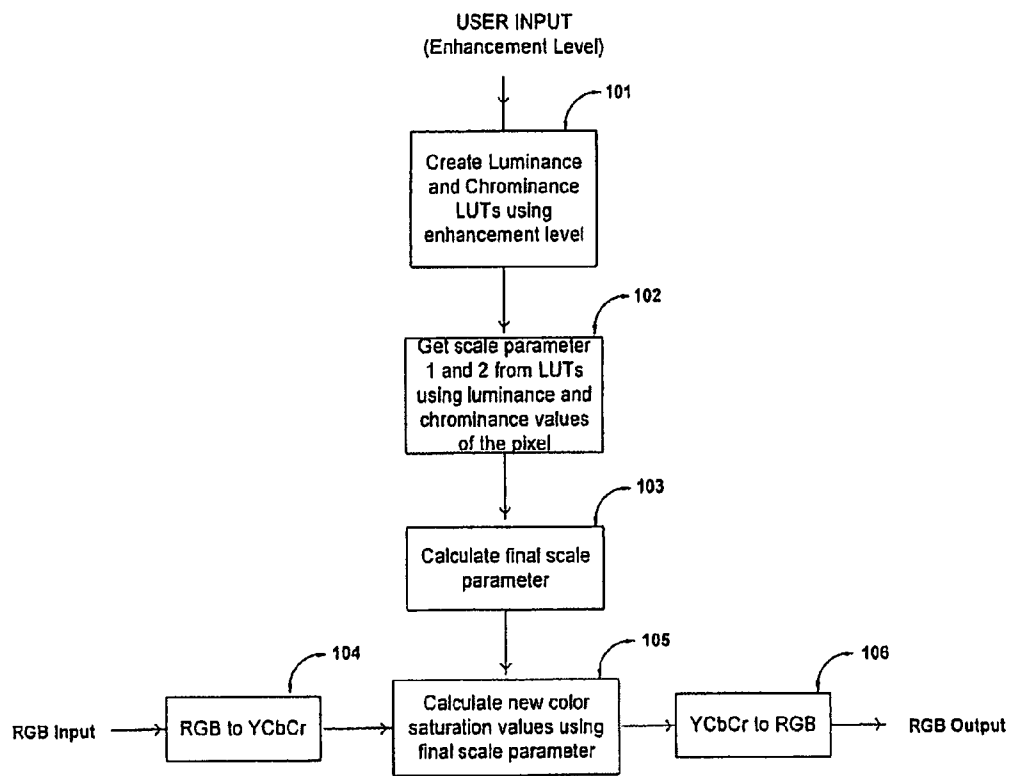 USER INPUT
(Enhancement Level)
101
Create Luminance
and Chrominance
LUTs using
enhancement level
102
Get scale parameter
1 and 2 from LUTs
using luminance and
chrominance values
of the pixel
103
Calculate final scale
parameter
104
105
106
RGB Input
RGB to YCbCr
Calculate new color
saturation values using
final scale parameter
YCbCr to RGB
RGB Output